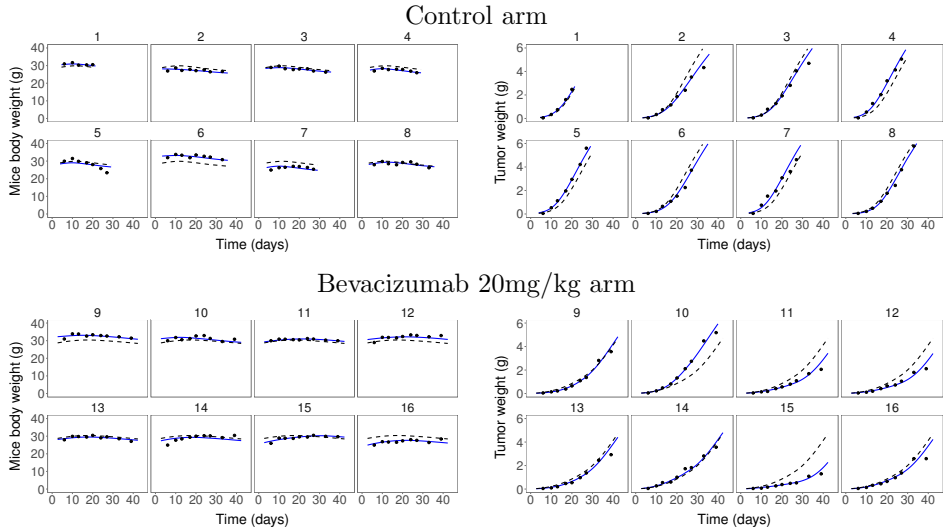 Control arm
1 2 3 4
1 2 3 4
40
30
20
10
0
6
4
2
0
5 6 7 8
5 6 7 8
40
30
20
10
0
6
4
2
0
Mice body weight (g)
Tumor weight (g)
0 10 20 30 40 0 10 20 30 40 0 10 20 30 40 0 10 20 30 40
0 10 20 30 40 0 10 20 30 40 0 10 20 30 40 0 10 20 30 40
Time (days)
Time (days)
Bevacizumab 20mg/kg arm
9 10 11 12
9 10 11 12
40
30
20
10
0
6
4
2
0
13 14 15 16
13 14 15 16
40
30
20
10
0
6
4
2
0
Mice body weight (g)
Tumor weight (g)
0 10 20 30 40 0 10 20 30 40 0 10 20 30 40 0 10 20 30 40
0 10 20 30 40 0 10 20 30 40 0 10 20 30 40 0 10 20 30 40
Time (days)
Time (days)